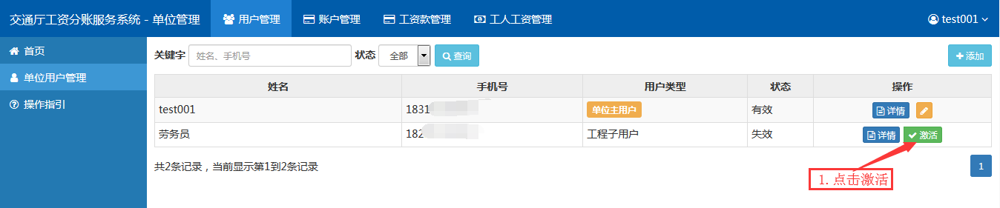 交通厅工资分账服务系统 - 单位管理 用户管理 账户管理 工资款管理 工人工资管理 test001
首页
单位用户管理
操作指引
关键字 姓名、手机号 状态 全部 查询 添加
姓名 手机号 用户类型 状态 操作
test001 1831 单位主用户 有效 详情
劳务员 182 工程子用户 失效 详情 激活
共2条记录，当前显示第1到2条记录 1
1. 点击激活